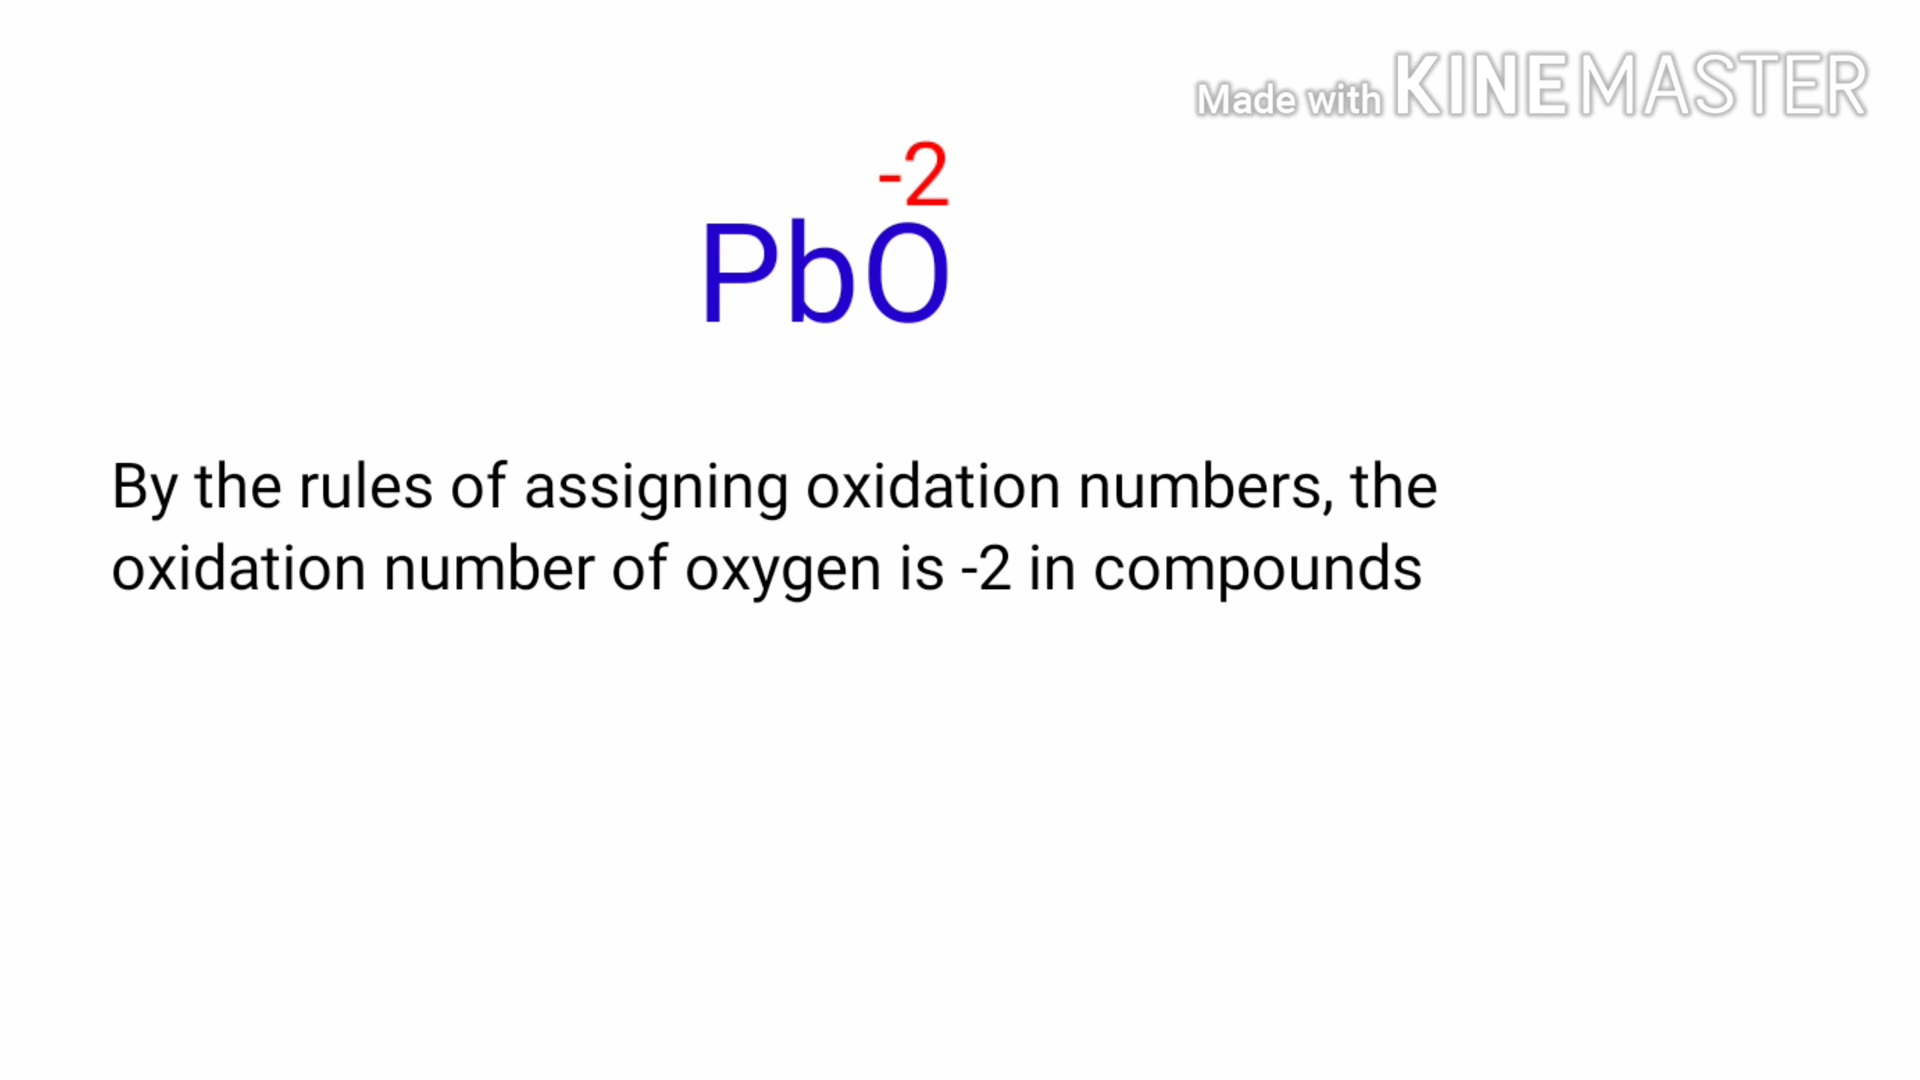 Made with KINEMASTER
-2
PbO
By the rules of assigning oxidation numbers, the
oxidation number of oxygen is -2 in compounds